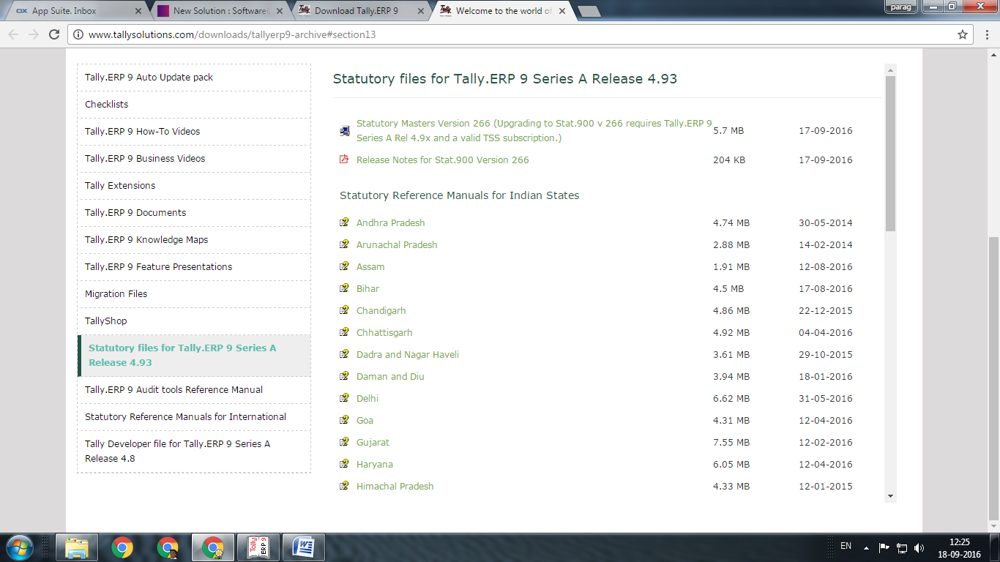 App Suite. Inbox
New Solution : Software
Download Tally.ERP 9
Welcome to the world of
parag
www.tallysolutions.com/downloads/tallyerp9-archive#section13
Tally.ERP 9 Auto Update pack
Checklists
Tally.ERP 9 How-To Videos
Tally.ERP 9 Business Videos
Tally Extensions
Tally.ERP 9 Documents
Tally.ERP 9 Knowledge Maps
Tally.ERP 9 Feature Presentations
Migration Files
TallyShop
Statutory files for Tally.ERP 9 Series A
Release 4.93
Tally.ERP 9 Audit tools Reference Manual
Statutory Reference Manuals for International
Tally Developer file for Tally.ERP 9 Series A
Release 4.8
Statutory files for Tally.ERP 9 Series A Release 4.93
Statutory Masters Version 266 (Upgrading to Stat.900 v 266 requires Tally.ERP 9
Series A Rel 4.9x and a valid TSS subscription.)
5.7 MB 17-09-2016
Release Notes for Stat.900 Version 266 204 KB 17-09-2016
Statutory Reference Manuals for Indian States
Andhra Pradesh 4.74 MB 30-05-2014
Arunachal Pradesh 2.88 MB 14-02-2014
Assam 1.91 MB 12-08-2016
Bihar 4.5 MB 17-08-2016
Chandigarh 4.86 MB 22-12-2015
Chhattisgarh 4.92 MB 04-04-2016
Dadra and Nagar Haveli 3.61 MB 29-10-2015
Daman and Diu 3.94 MB 18-01-2016
Delhi 6.62 MB 31-05-2016
Goa 4.31 MB 12-04-2016
Gujarat 7.55 MB 12-02-2016
Haryana 6.05 MB 12-04-2016
Himachal Pradesh 4.33 MB 12-01-2015
Tally
ERP 9
EN
12:25
18-09-2016